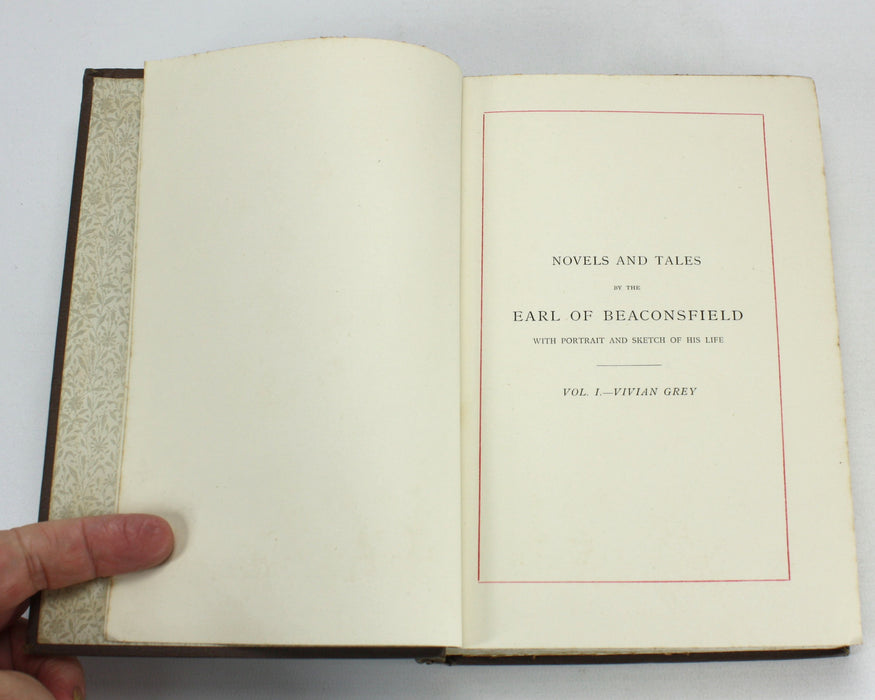 NOVELS AND TALES
BY THE
EARL OF BEACONSFIELD
WITH PORTRAIT AND SKETCH OF HIS LIFE
VOL. I.—VIVIAN GREY